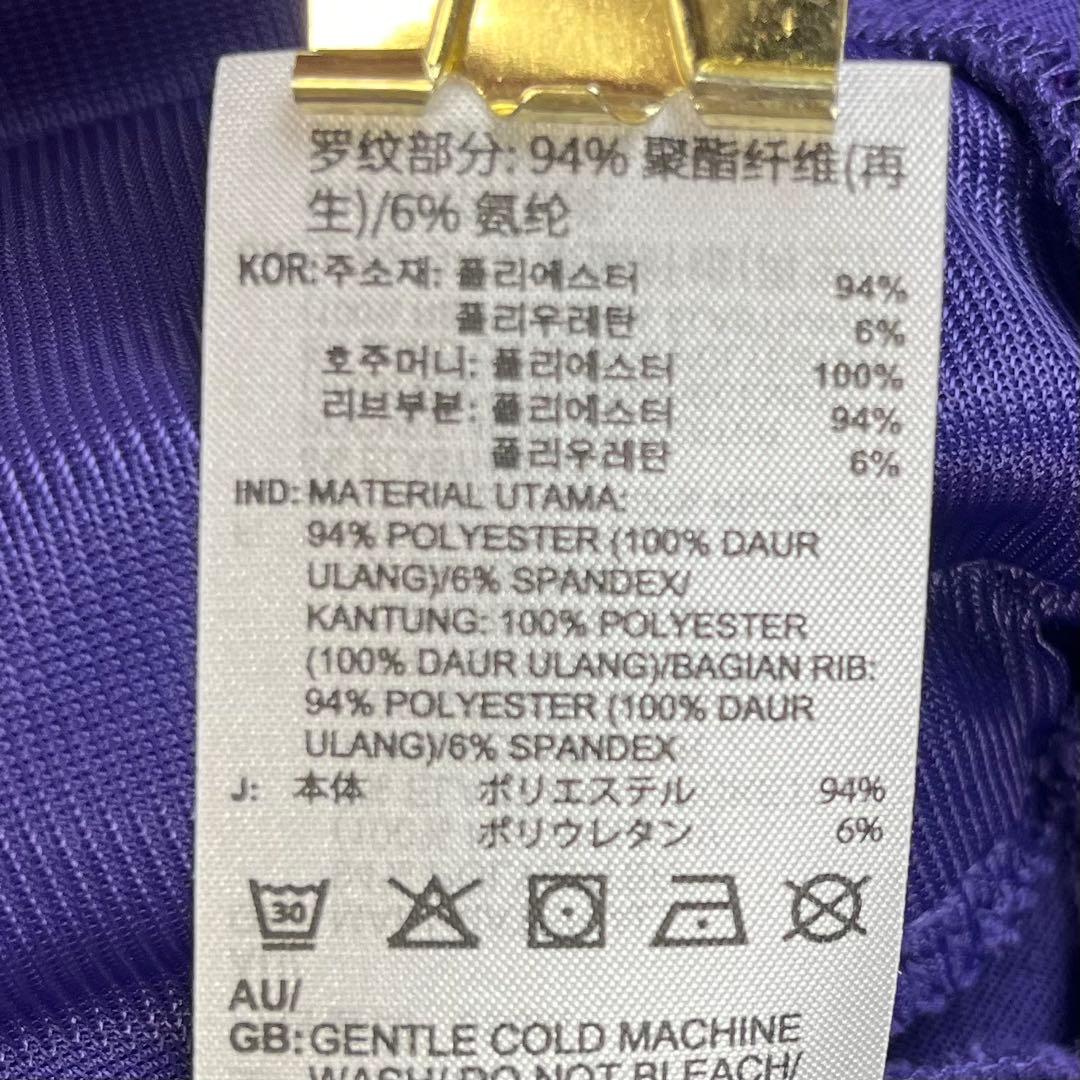 罗纹部分: 94% 聚酯纤维(再
生)/6% 氨纶
KOR: 주소재: 폴리에스터 94%
폴리우레탄 6%
호주머니: 폴리에스터 100%
리브부분: 폴리에스터 94%
폴리우레탄 6%
IND: MATERIAL UTAMA:
94% POLYESTER (100% DAUR
ULANG)/6% SPANDEX/
KANTUNG: 100% POLYESTER
(100% DAUR ULANG)/BAGIAN RIB:
94% POLYESTER (100% DAUR
ULANG)/6% SPANDEX
J: 本体 ポリエステル 94%
ポリウレタン 6%
30
AU/
GB: GENTLE COLD MACHINE
WASH/ DO NOT BLEACH/